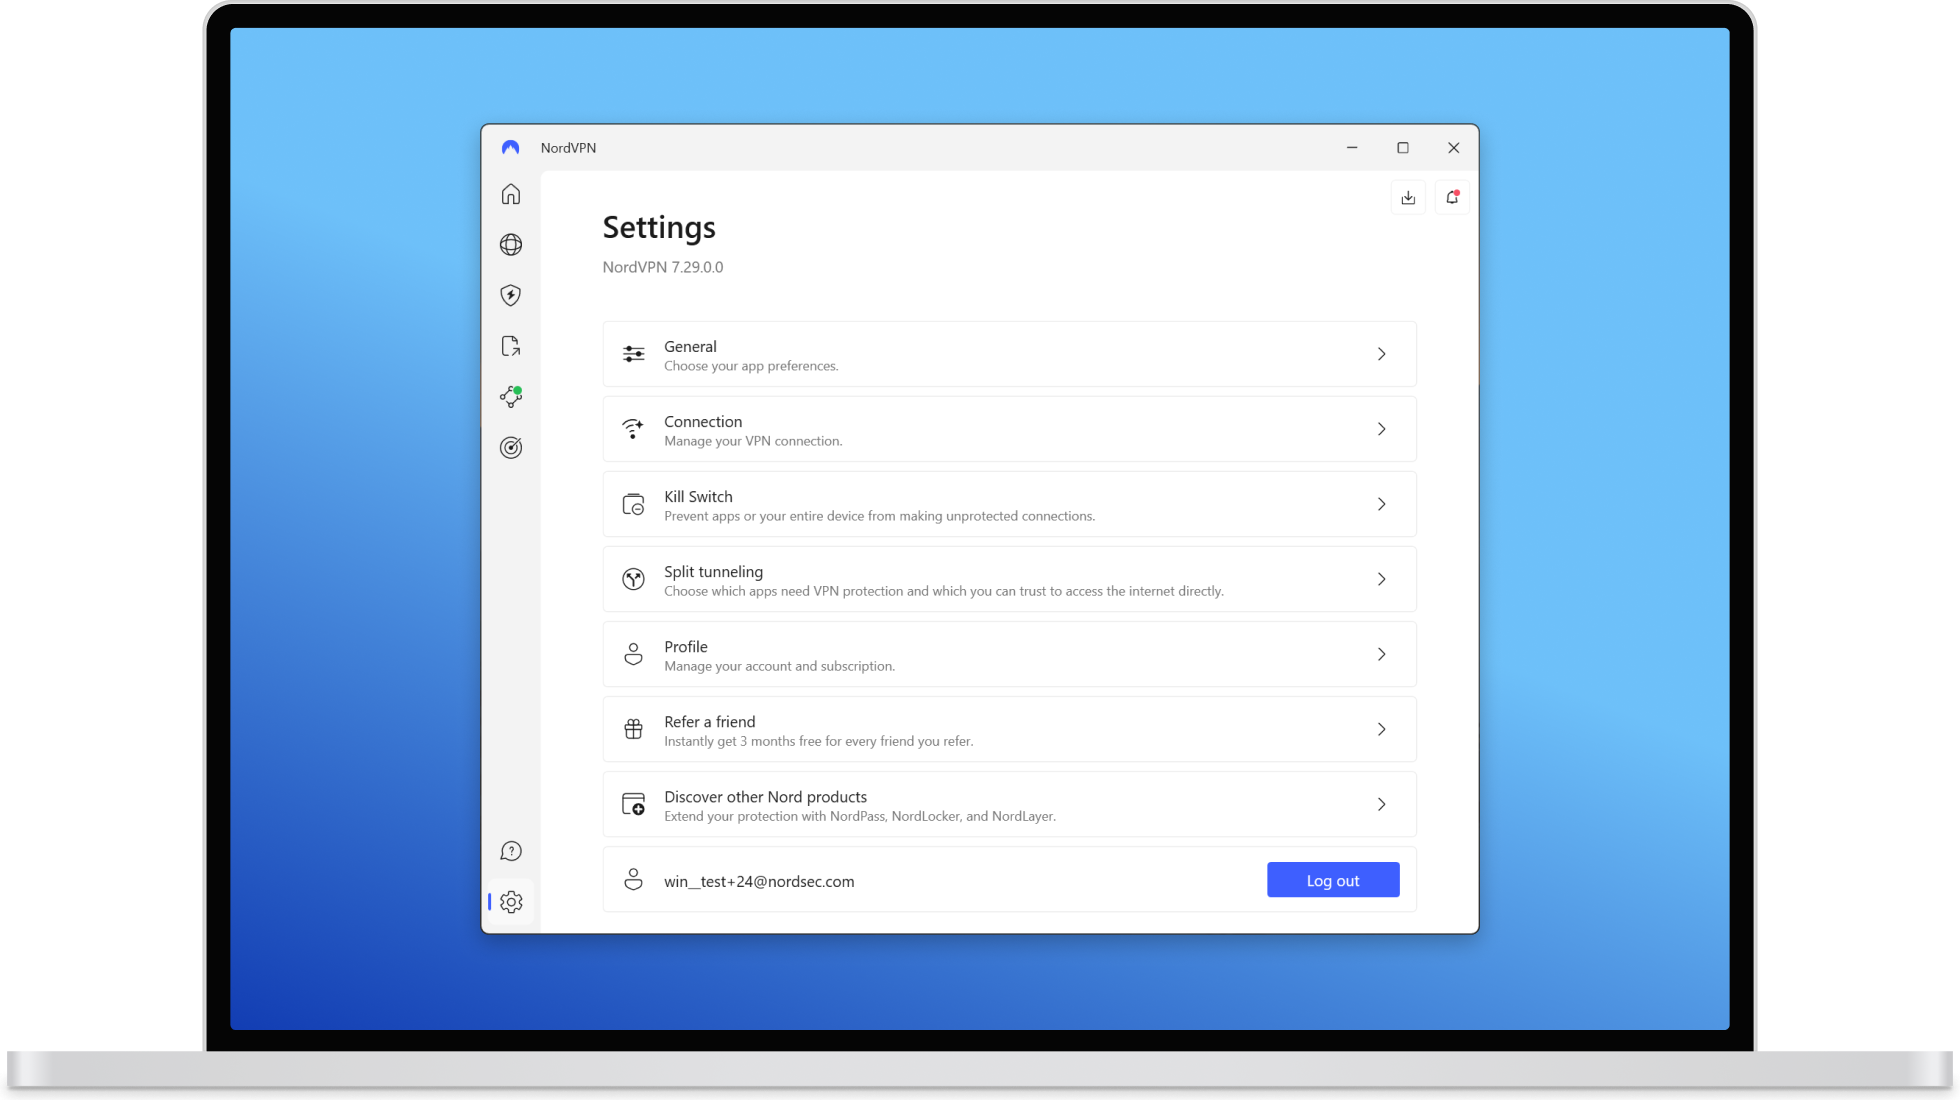 NordVPN
Settings
NordVPN 7.29.0.0
General
Choose your app preferences.
Connection
Manage your VPN connection.
Kill Switch
Prevent apps or your entire device from making unprotected connections.
Split tunneling
Choose which apps need VPN protection and which you can trust to access the internet directly.
Profile
Manage your account and subscription.
Refer a friend
Instantly get 3 months free for every friend you refer.
Discover other Nord products
Extend your protection with NordPass, NordLocker, and NordLayer.
win_test+24@nordsec.com
Log out